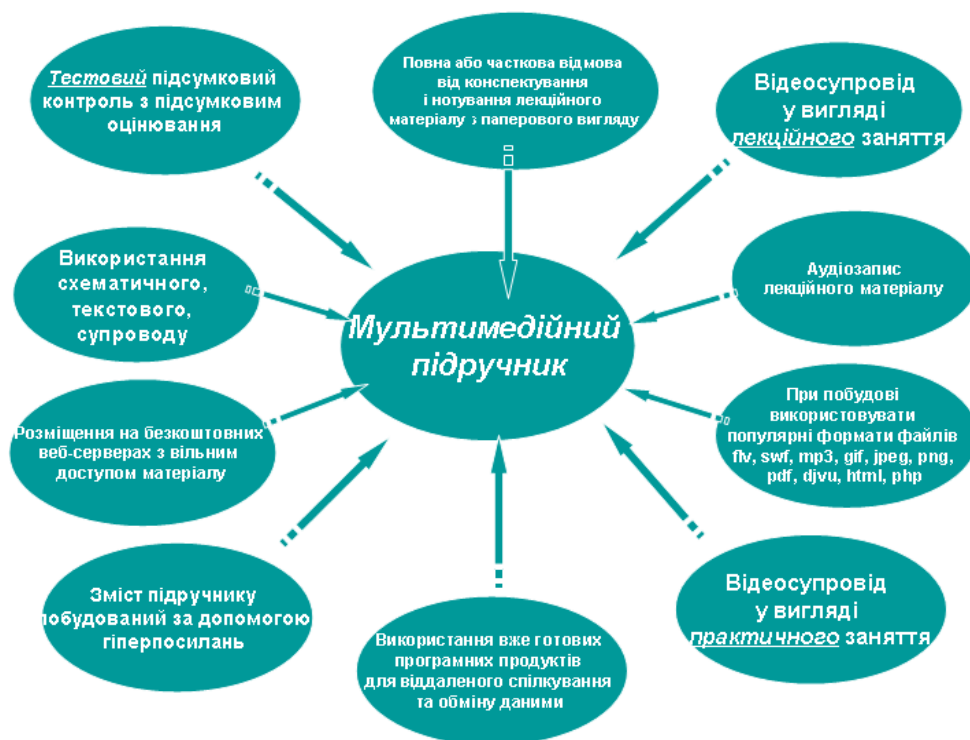 Тестовий підсумковий
контроль з підсумковим
оцінювання
Повна або часткова відмова
від конспектування
і нотування лекційного
матеріалу з паперового вигляду
Відеосупровід
у вигляді
лекційного заняття
Використання
схематичного,
текстового,
супроводу
Мультимедійний
підручник
Аудіозапис
лекційного матеріалу
Розміщення на безкоштовних
веб-серверах з вільним
доступом матеріалу
При побудові
використовувати
популярні формати файлів
flv, swf, mp3, gif, jpeg, png,
pdf, djvu, html, php
Зміст підручнику
побудований за допомогою
гіперпосилань
Використання вже готових
програмних продуктів
для віддаленого спілкування
та обміну даними
Відеосупровід
у вигляді
практичного заняття